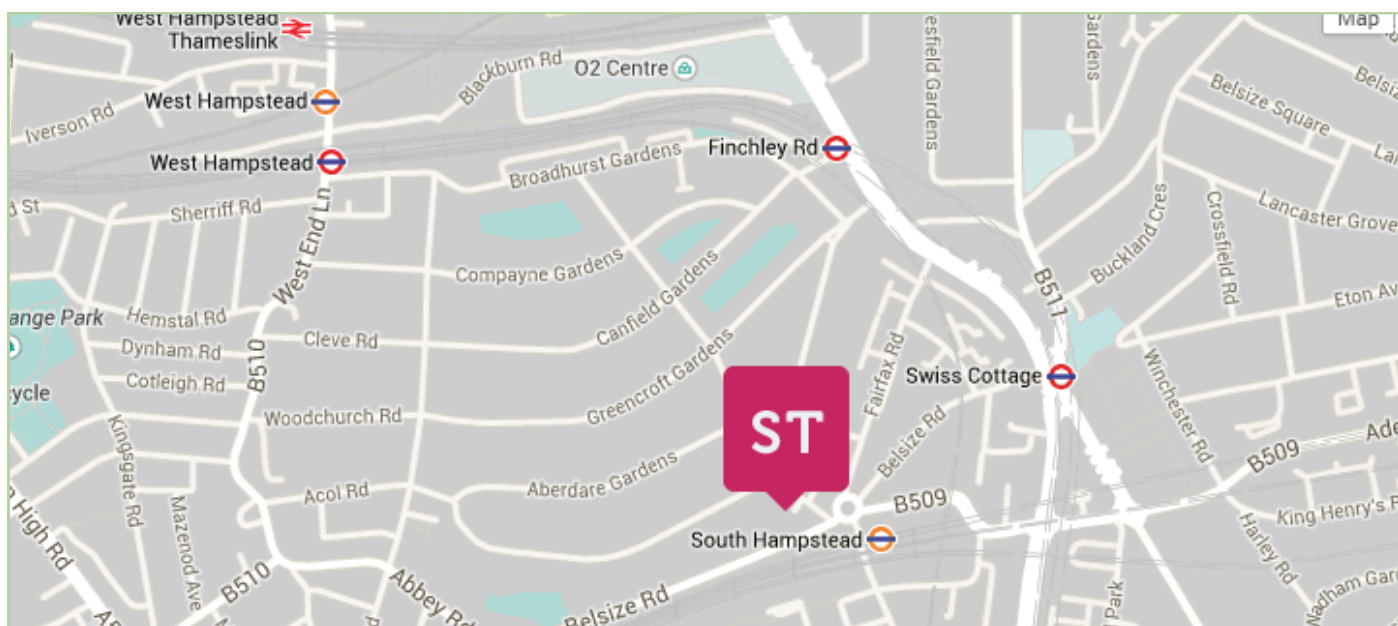 West Hampstead
Thameslink
Map
O2 Centre
Blackburn Rd
esfield Gardens
Gardens
Belsize Square
West Hampstead
Iverson Rd
Finchley Rd
Broadhurst Gardens
West Hampstead
Sherriff Rd
West End Ln
Buckland Cres
Crossfield Rd
Lancaster Grove
Compayne Gardens
Canfield Gardens
B511
Eton Av
ange Park
Hemstal Rd
Cleve Rd
Dynham Rd
Cotleigh Rd
B510
ycle
Greencroft Gardens
Fairfax Rd
Swiss Cottage
Winchester Rd
Woodchurch Rd
ST
Belsize Rd
Kingsgate Rd
B509
Ade
Aberdare Gardens
Acol Rd
Mazenod Ave
B509
King Henry's R
High Rd
South Hampstead
Harley Rd
B510
Abbey Rd
Belsize Rd
Park